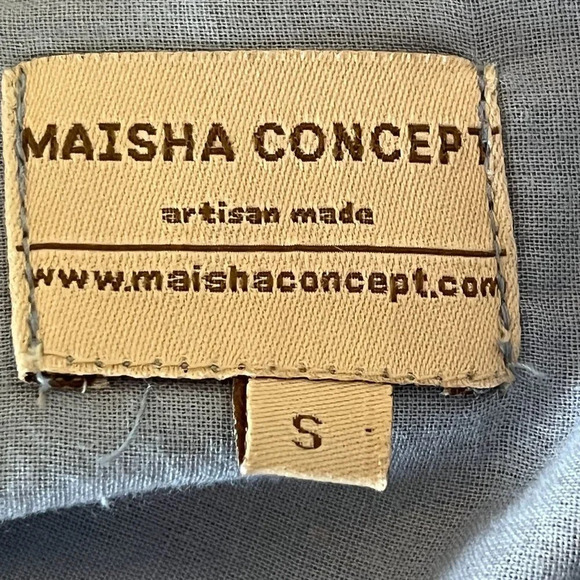 MAISHA CONCEPT
artisan made
www.maishaconcept.com
S